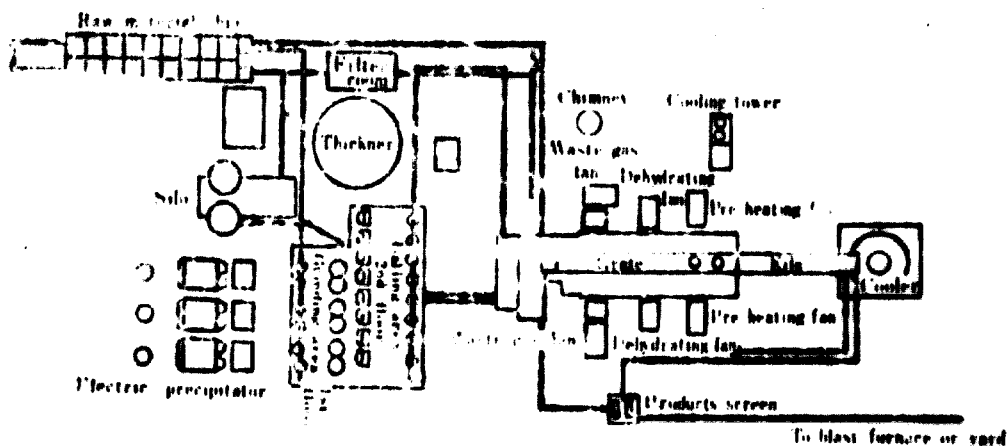 Raw material bin
Filter
room
Chimney
Cooling tower
Thickner
Waste gas
fan
Dehydrating
fan
Pre heating
Silo
Grate
Kiln
Cooler
Pre heating fan
Dehydrating fan
Electric precipitator
Products screen
To blast furnace or yard